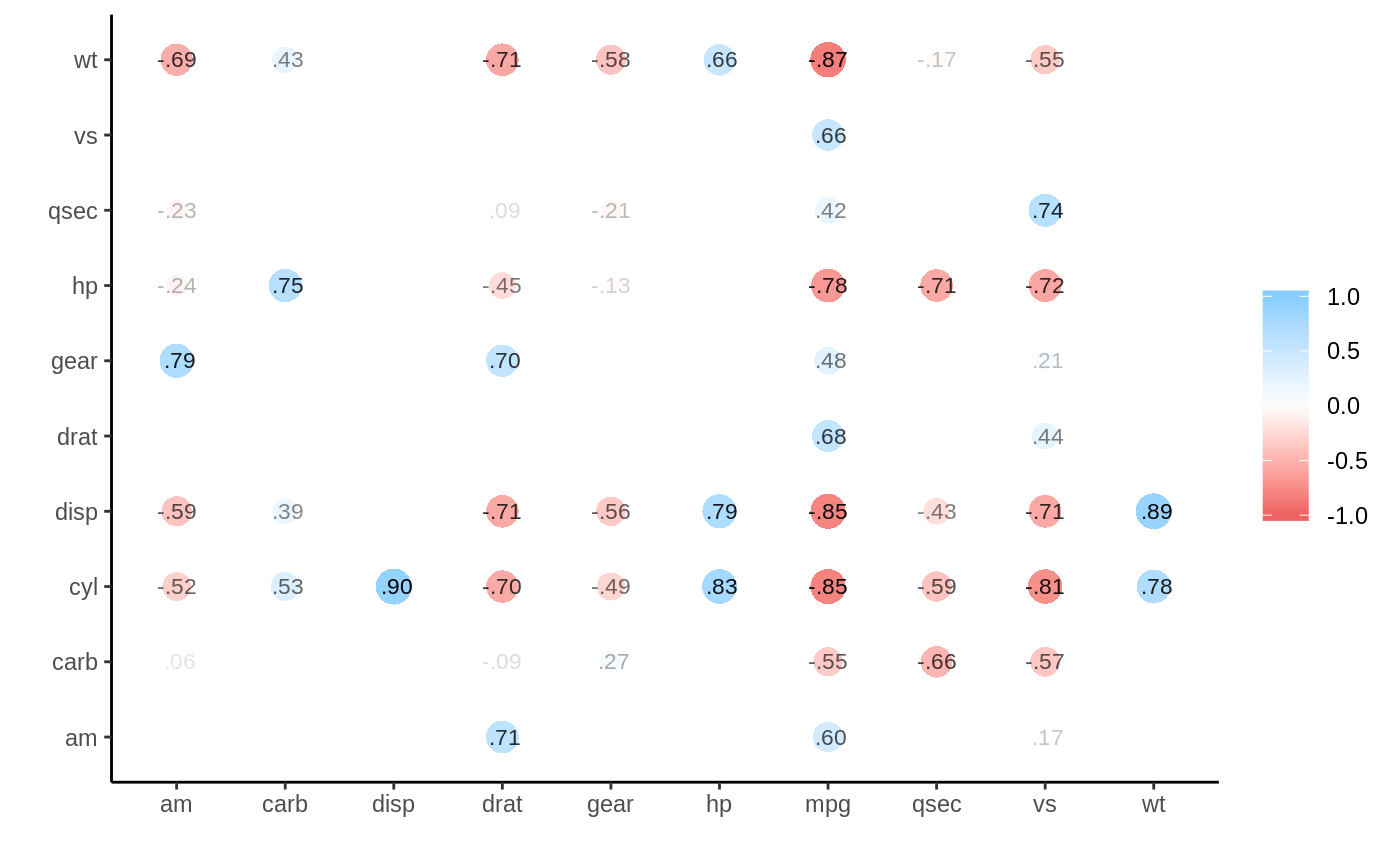 wt -.69 .43 -.71 -.58 .66 -.87 -.17 -.55
vs .66
qsec -.23 .09 -.21 .42 .74
hp -.24 .75 -.45 -.13 -.78 -.71 -.72
1.0
gear .79 .70 .48 .21
0.5
0.0
drat .68 .44
-0.5
disp -.59 .39 -.71 -.56 .79 -.85 -.43 -.71 .89
-1.0
cyl -.52 .53 .90 -.70 -.49 .83 -.85 -.59 -.81 .78
carb .06 -.09 .27 -.55 -.66 -.57
am .71 .60 .17
am carb disp drat gear hp mpg qsec vs wt